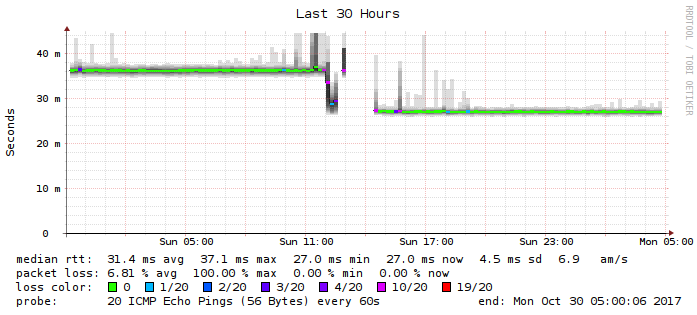 Last 30 Hours
RRDTOOL / TOBI OETIKER
Seconds
40 m
30 m
20 m
10 m
0
Sun 05:00 Sun 11:00 Sun 17:00 Sun 23:00 Mon 05:00
median rtt: 31.4 ms avg 37.1 ms max 27.0 ms min 27.0 ms now 4.5 ms sd 6.9 am/s
packet loss: 6.81 % avg 100.00 % max 0.00 % min 0.00 % now
loss color: 0 1/20 2/20 3/20 4/20 10/20 19/20
probe: 20 ICMP Echo Pings (56 Bytes) every 60s end: Mon Oct 30 05:00:06 2017